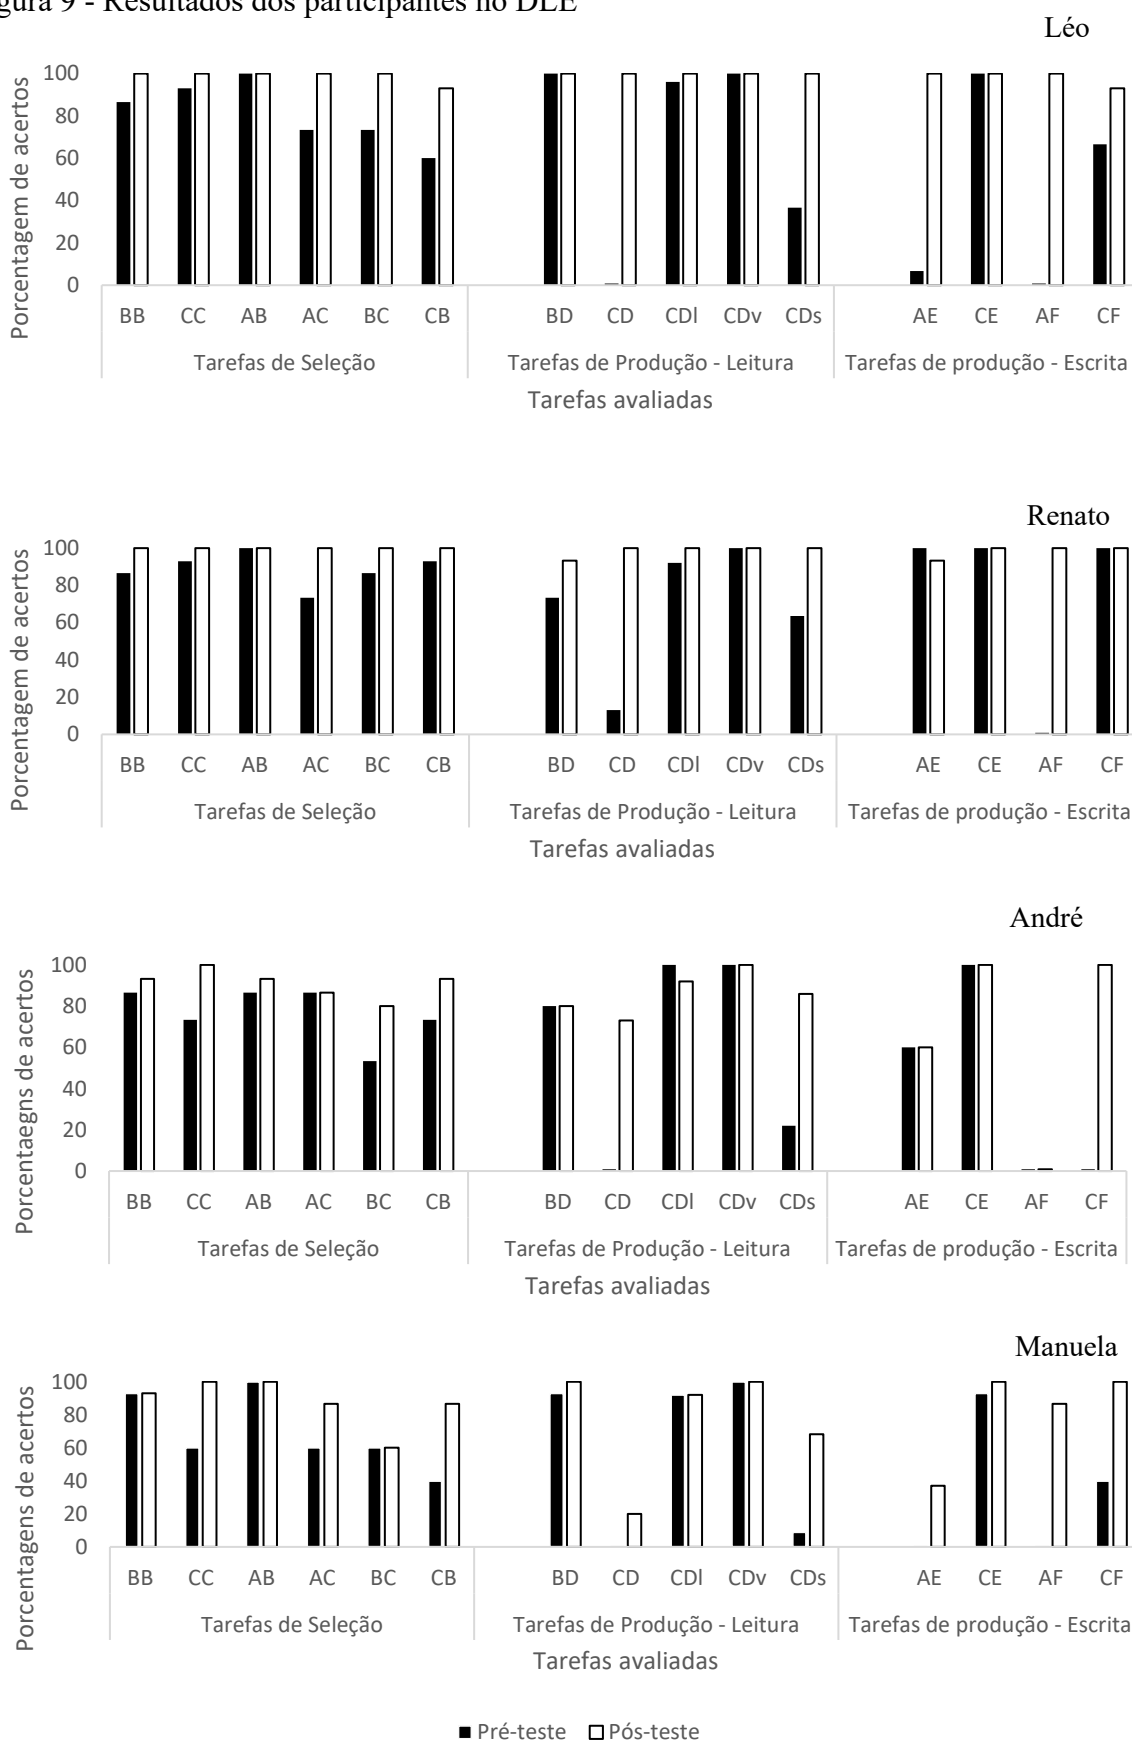 gura 9 - Resultados dos participantes no DLE
Léo
Porcentagem de acertos
100
80
60
40
20
0
BB CC AB AC BC CB BD CD CDl CDv CDs AE CE AF CF
Tarefas de Seleção Tarefas de Produção - Leitura Tarefas de produção - Escrita
Tarefas avaliadas
Renato
Porcentagem de acertos
100
80
60
40
20
0
BB CC AB AC BC CB BD CD CDl CDv CDs AE CE AF CF
Tarefas de Seleção Tarefas de Produção - Leitura Tarefas de produção - Escrita
Tarefas avaliadas
André
Porcentaegns de acertos
100
80
60
40
20
0
BB CC AB AC BC CB BD CD CDl CDv CDs AE CE AF CF
Tarefas de Seleção Tarefas de Produção - Leitura Tarefas de produção - Escrita
Tarefas avaliadas
Manuela
Porcentagens de acertos
100
80
60
40
20
0
BB CC AB AC BC CB BD CD CDl CDv CDs AE CE AF CF
Tarefas de Seleção Tarefas de Produção - Leitura Tarefas de produção - Escrita
Tarefas avaliadas
Pré-teste Pós-teste